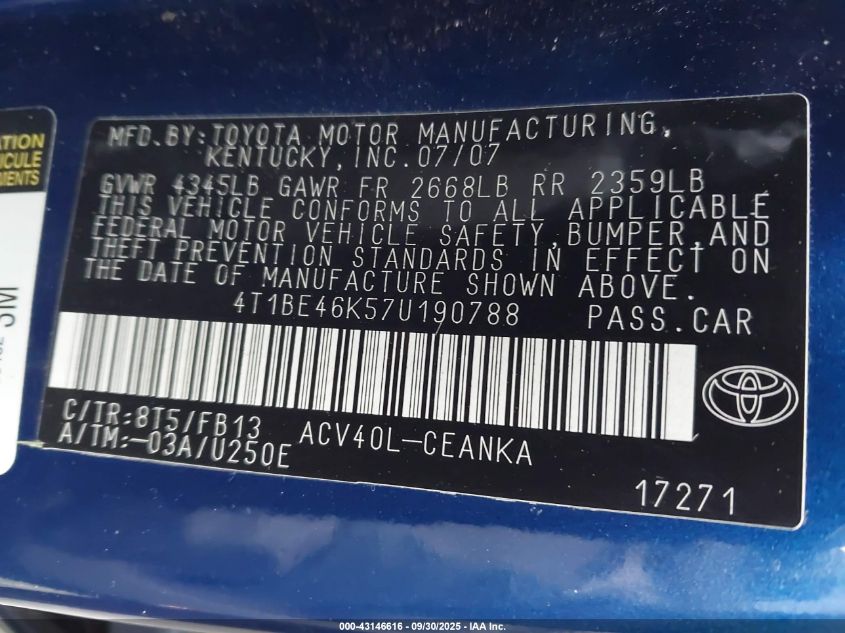 MFD.BY:TOYOTA MOTOR MANUFACTURING,
KENTUCKY,INC.07/07
GVWR 4345LB GAWR FR 2668LB RR 2359LB
THIS VEHICLE CONFORMS TO ALL APPLICABLE
FEDERAL MOTOR VEHICLE SAFETY,BUMPER,AND
THEFT PREVENTION STANDARDS IN EFFECT ON
THE DATE OF MANUFACTURE SHOWN ABOVE.
4T1BE46K57U190788 PASS.CAR
C/TR:8T5/FB13 ACV40L-CEANKA
A/TM:-03A/U250E
17271
SM
000-43146616 - 09/30/2025 - IAA Inc.